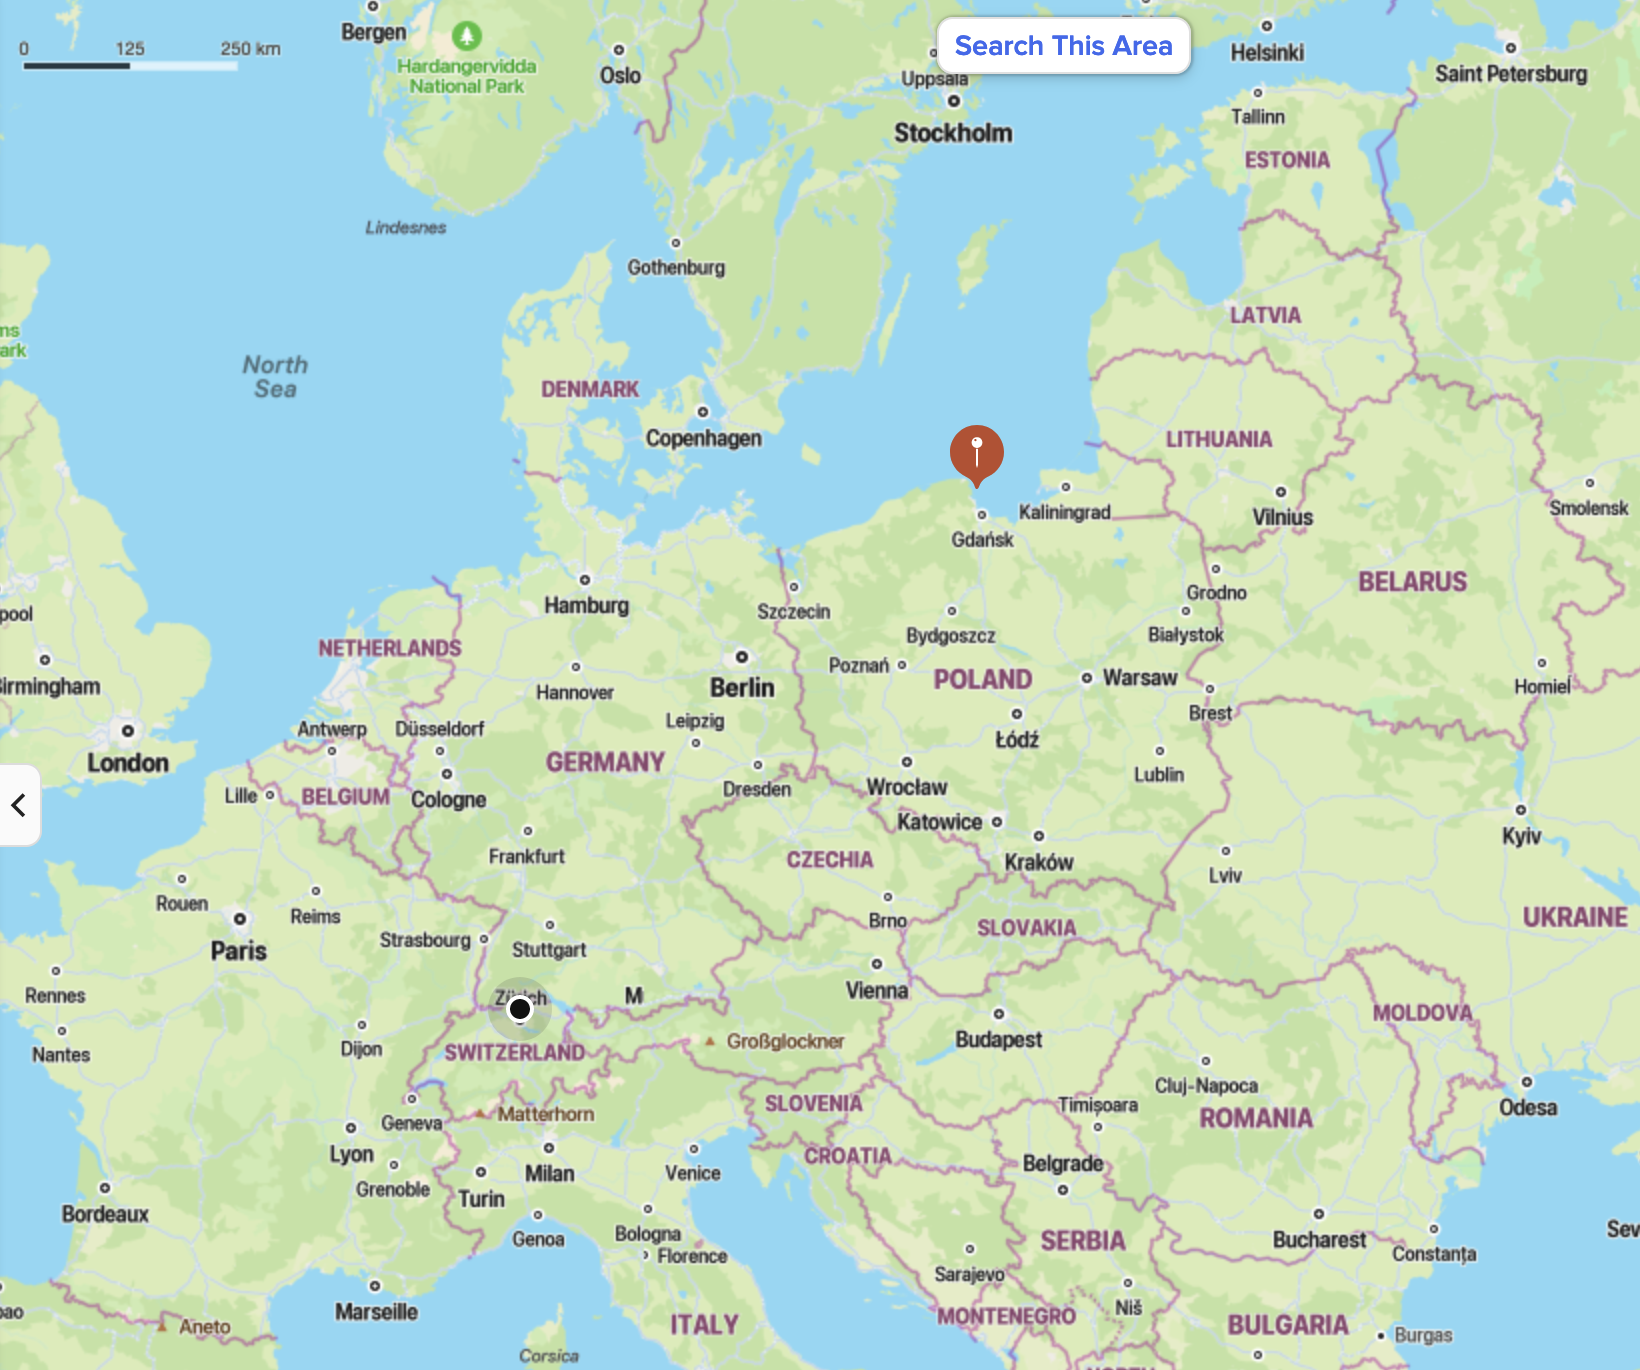 0 125 250 km
Bergen
Hardangervidda
National Park
Oslo
Search This Area
Uppsala
Stockholm
Helsinki
Saint Petersburg
Tallinn
ESTONIA
Lindesnes
Gothenburg
LATVIA
ns
ark
North
Sea
DENMARK
Copenhagen
LITHUANIA
Kaliningrad
Vilnius
Smolensk
Gdańsk
BELARUS
Grodno
Hamburg
Szczecin
Bydgoszcz
Białystok
pool
NETHERLANDS
Poznań
POLAND
Warsaw
Birmingham
Hannover
Berlin
Homiel
Brest
Leipzig
Antwerp
Düsseldorf
Łódź
London
GERMANY
Lublin
Dresden
Wrocław
Lille
BELGIUM
Cologne
Katowice
Kyiv
Frankfurt
CZECHIA
Kraków
Lviv
Rouen
Reims
Brno
UKRAINE
SLOVAKIA
Paris
Strasbourg
Stuttgart
Rennes
Zürich
M
Vienna
MOLDOVA
Nantes
Dijon
SWITZERLAND
Großglockner
Budapest
Cluj-Napoca
Geneva
Matterhorn
SLOVENIA
Timișoara
ROMANIA
Odesa
Lyon
CROATIA
Belgrade
Grenoble
Turin
Milan
Venice
Bordeaux
Bologna
Genoa
Florence
SERBIA
Bucharest
Constanța
Sev
Sarajevo
Marseille
bao
Aneto
ITALY
MONTENEGRO
Niš
BULGARIA
Burgas
Corsica